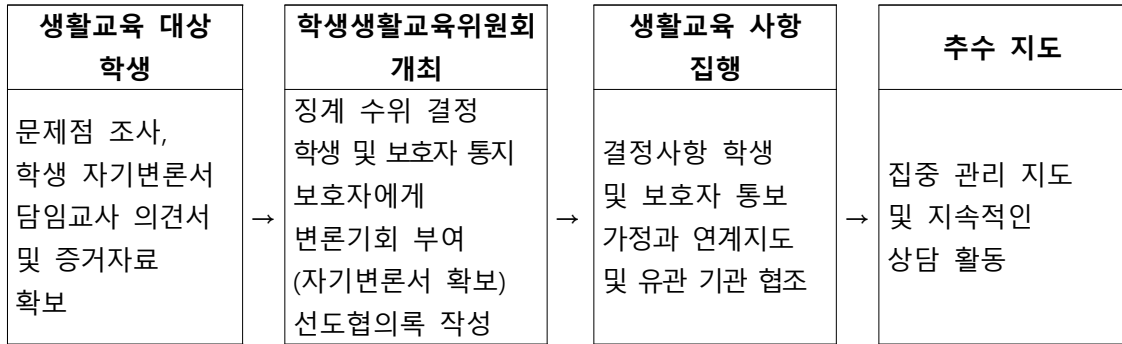 생활교육 대상
학생
문제점 조사,
학생 자기변론서
담임교사 의견서
및 증거자료
확보
→
학생생활교육위원회
개최
징계 수위 결정
학생 및 보호자 통지
보호자에게
변론기회 부여
(자기변론서 확보)
선도협의록 작성
→
생활교육 사항
집행
결정사항 학생
및 보호자 통보
가정과 연계지도
및 유관 기관 협조
→
추수 지도
집중 관리 지도
및 지속적인
상담 활동